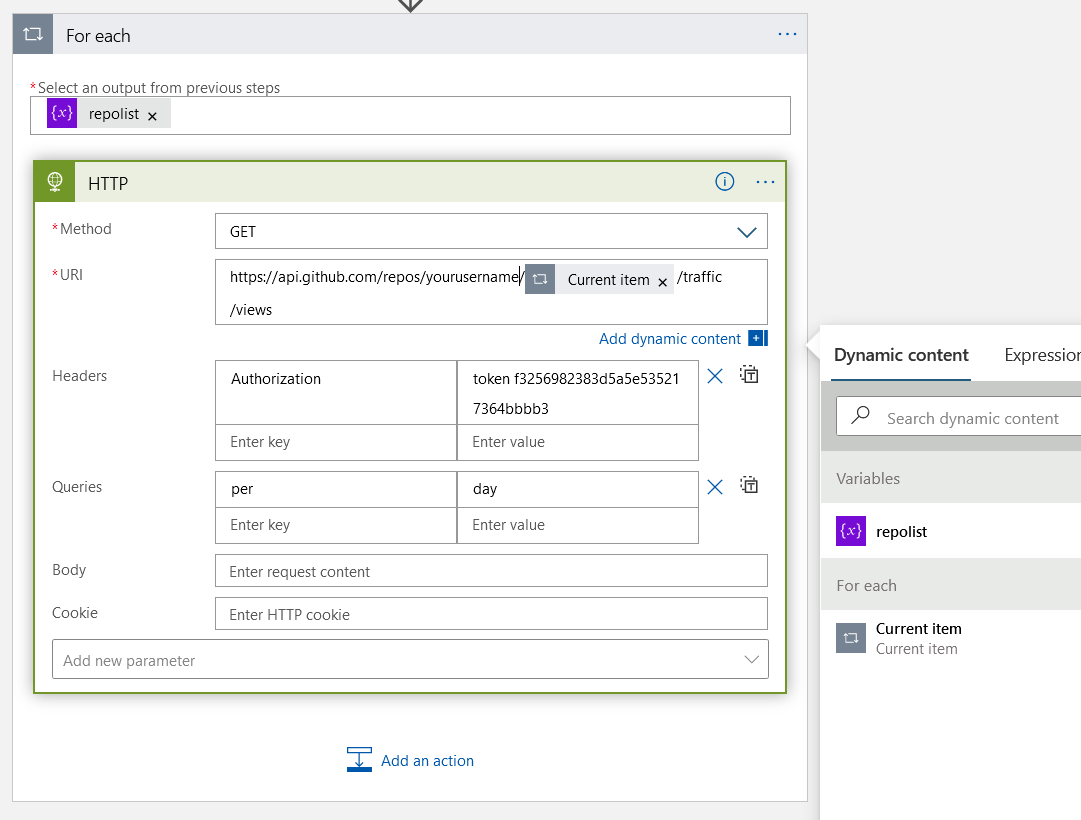 For each
...
*Select an output from previous steps
{x} repolist ×
HTTP
...
*Method
GET
*URI
https://api.github.com/repos/yourusername/ Current item × /traffic
/views
Add dynamic content
Headers
Authorization
token f3256982383d5a5e53521
7364bbbb3
Enter key
Enter value
Queries
per
day
Enter key
Enter value
Body
Enter request content
Cookie
Enter HTTP cookie
Add new parameter
Add an action
Dynamic content
Expression
Search dynamic content
Variables
{x} repolist
For each
Current item
Current item